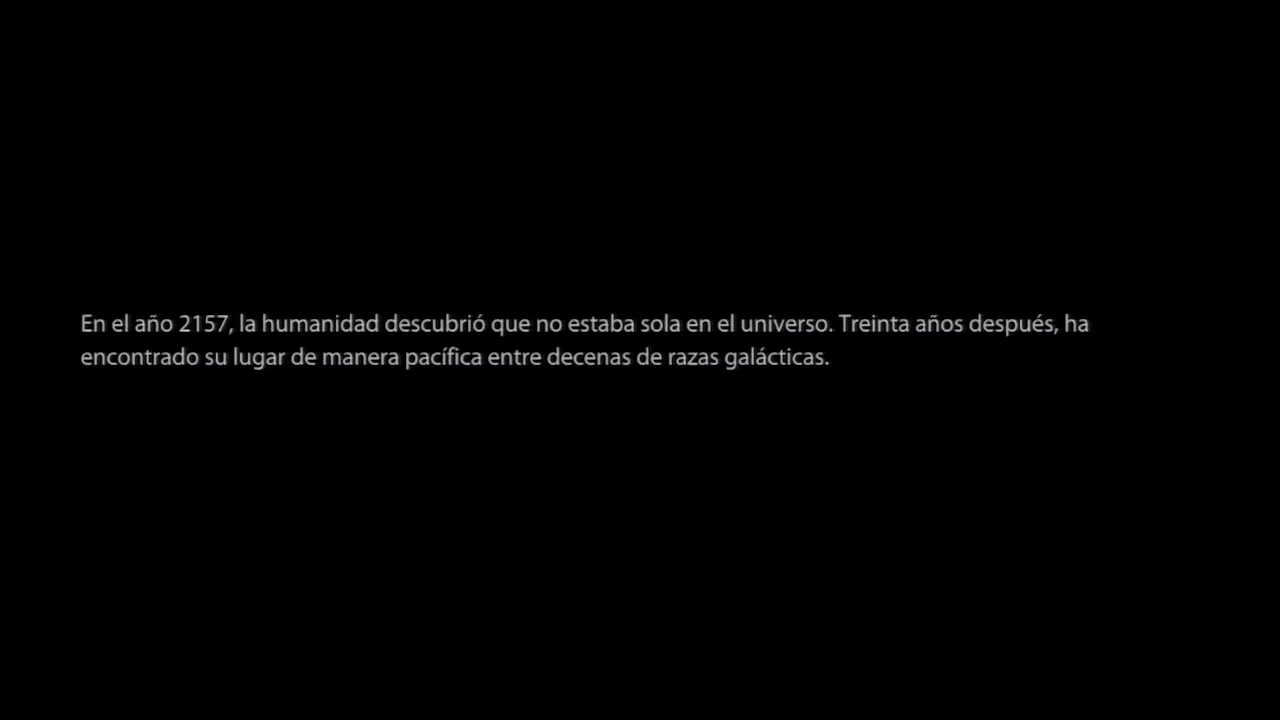 En el año 2157, la humanidad descubrió que no estaba sola en el universo. Treinta años después, ha
encontrado su lugar de manera pacífica entre decenas de razas galácticas.